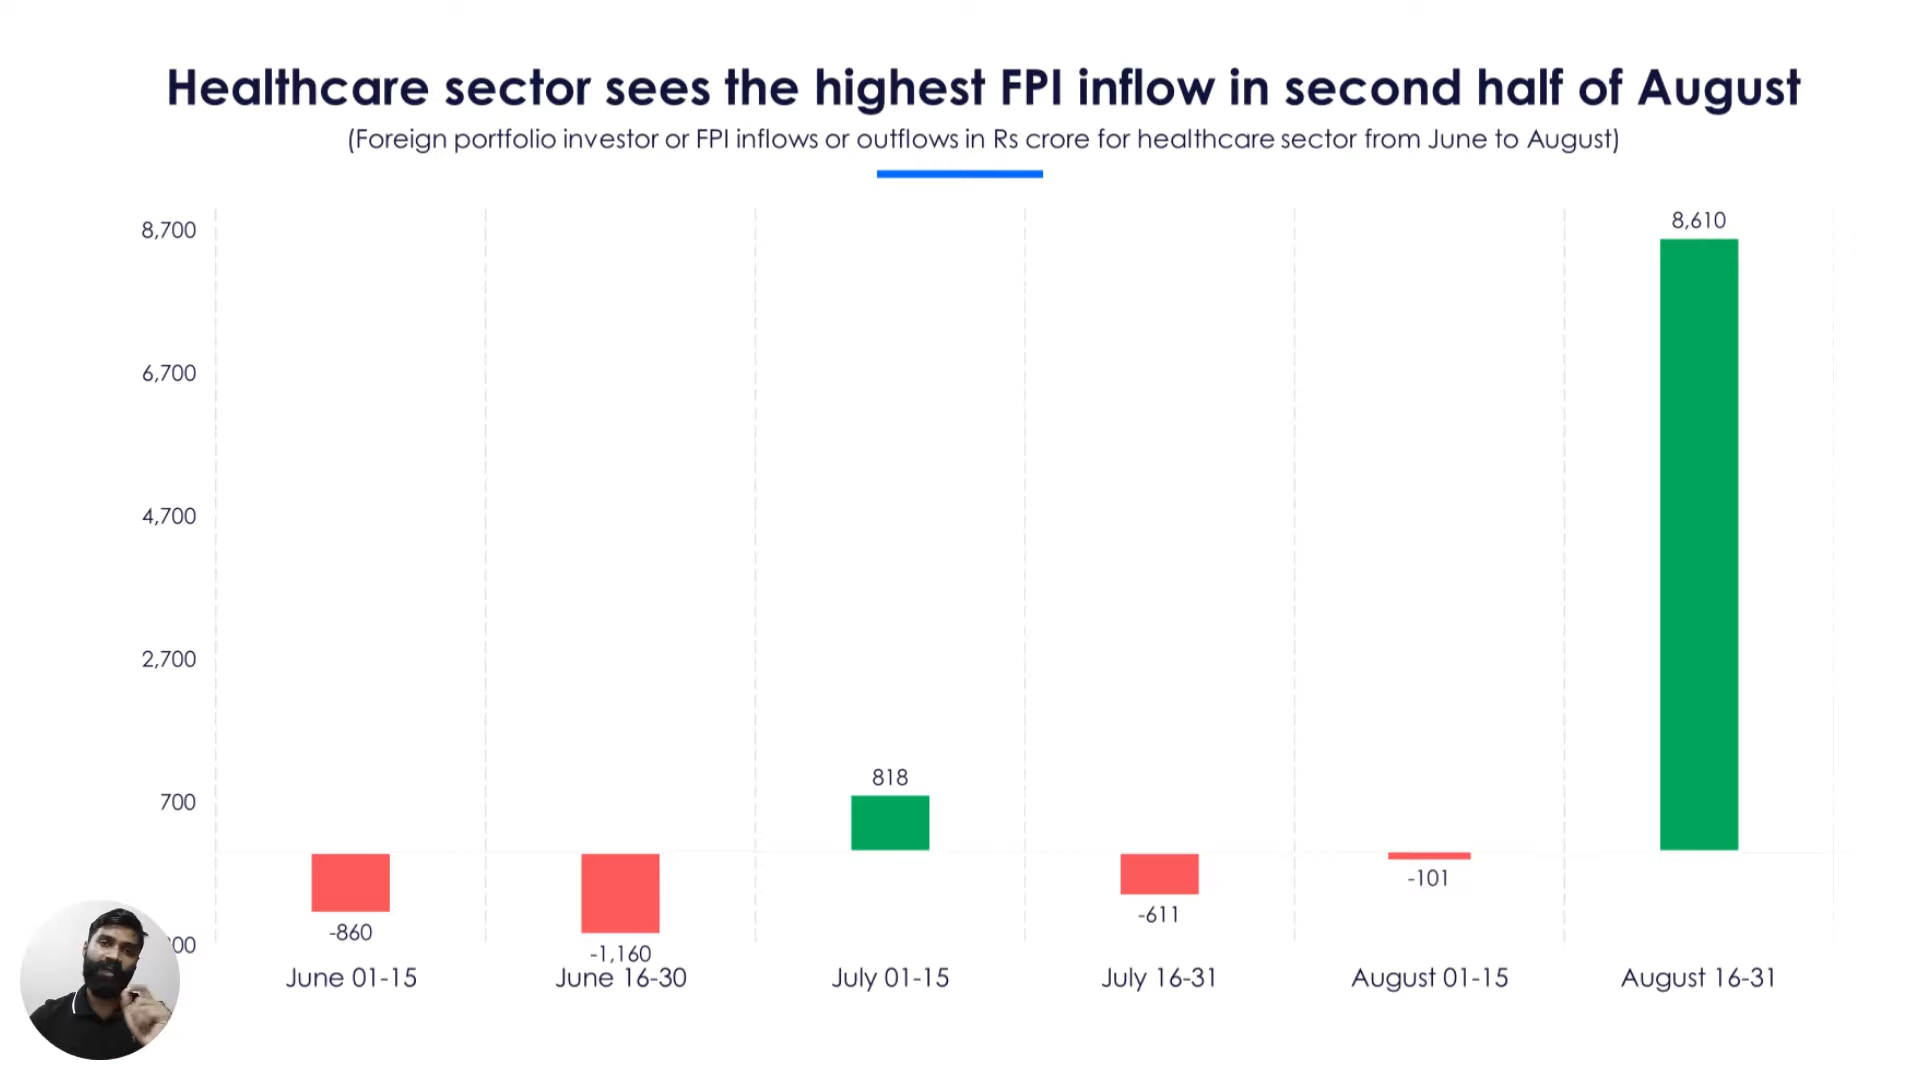 Healthcare sector sees the highest FPI inflow in second half of August
(Foreign portfolio investor or FPI inflows or outflows in Rs crore for healthcare sector from June to August)
8,700
6,700
4,700
2,700
700
-860
-1,160
818
-611
-101
8,610
June 01-15
June 16-30
July 01-15
July 16-31
August 01-15
August 16-31